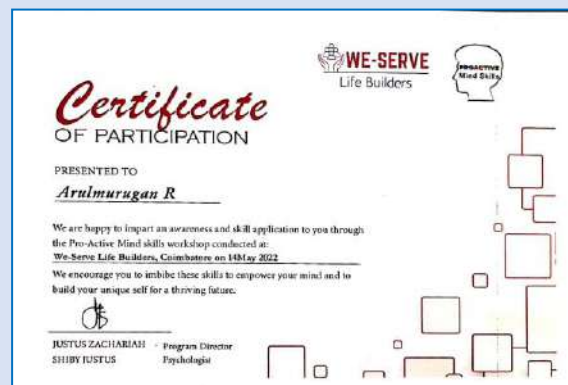 WE-SERVE
Life Builders
PROACTIVE
Mind Skills
Certificate
OF PARTICIPATION
PRESENTED TO
Arulmurugan R
We are happy to impart an awareness and skill application to you through
the Pro-Active Mind skills workshop conducted at:
We-Serve Life Builders, Coimbatore on 14May 2022
We encourage you to imbibe these skills to empower your mind and to
build your unique self for a thriving future.
JUSTUS ZACHARIAH - Program Director
SHIBY JUSTUS Psychologist